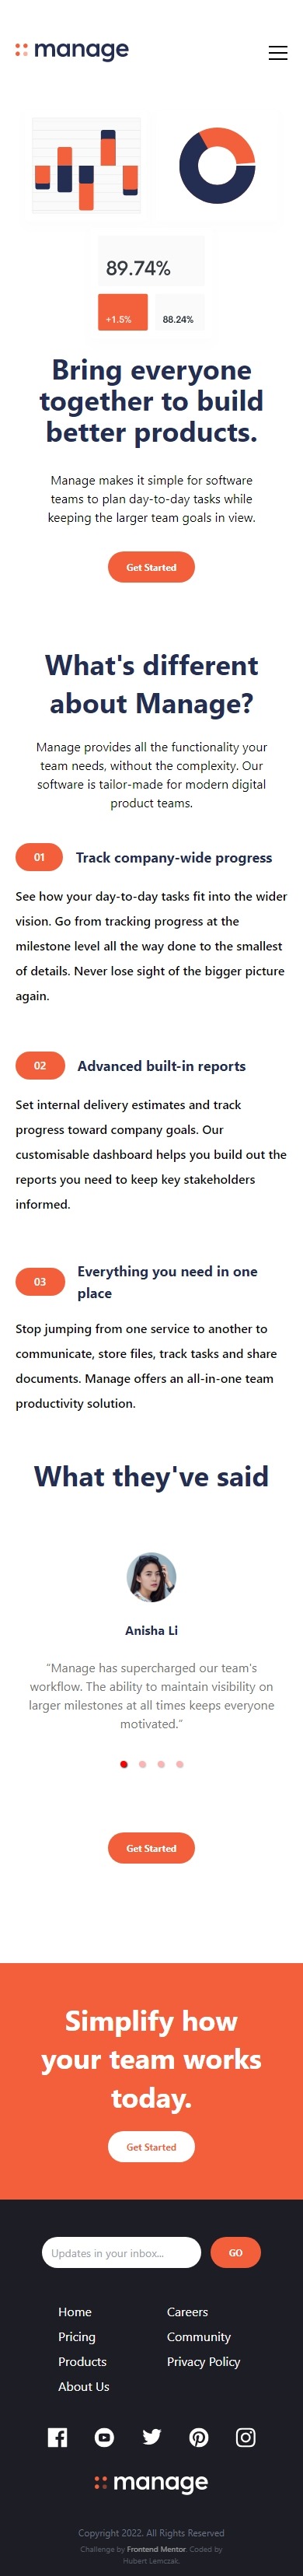 manage
89.74%
+1.5%
88.24%
Bring everyone
together to build
better products.
Manage makes it simple for software
teams to plan day-to-day tasks while
keeping the larger team goals in view.
Get Started
What's different
about Manage?
Manage provides all the functionality your
team needs, without the complexity. Our
software is tailor-made for modern digital
product teams.
01 Track company-wide progress
See how your day-to-day tasks fit into the wider
vision. Go from tracking progress at the
milestone level all the way done to the smallest
of details. Never lose sight of the bigger picture
again.
02 Advanced built-in reports
Set internal delivery estimates and track
progress toward company goals. Our
customisable dashboard helps you build out the
reports you need to keep key stakeholders
informed.
03 Everything you need in one
place
Stop jumping from one service to another to
communicate, store files, track tasks and share
documents. Manage offers an all-in-one team
productivity solution.
What they've said
Anisha Li
"Manage has supercharged our team's
workflow. The ability to maintain visibility on
larger milestones at all times keeps everyone
motivated."
Get Started
Simplify how
your team works
today.
Get Started
Updates in your inbox... GO
Home Careers
Pricing Community
Products Privacy Policy
About Us
manage
Copyright 2022. All Rights Reserved
Challenge by Frontend Mentor. Coded by
Hubert Lemczak.